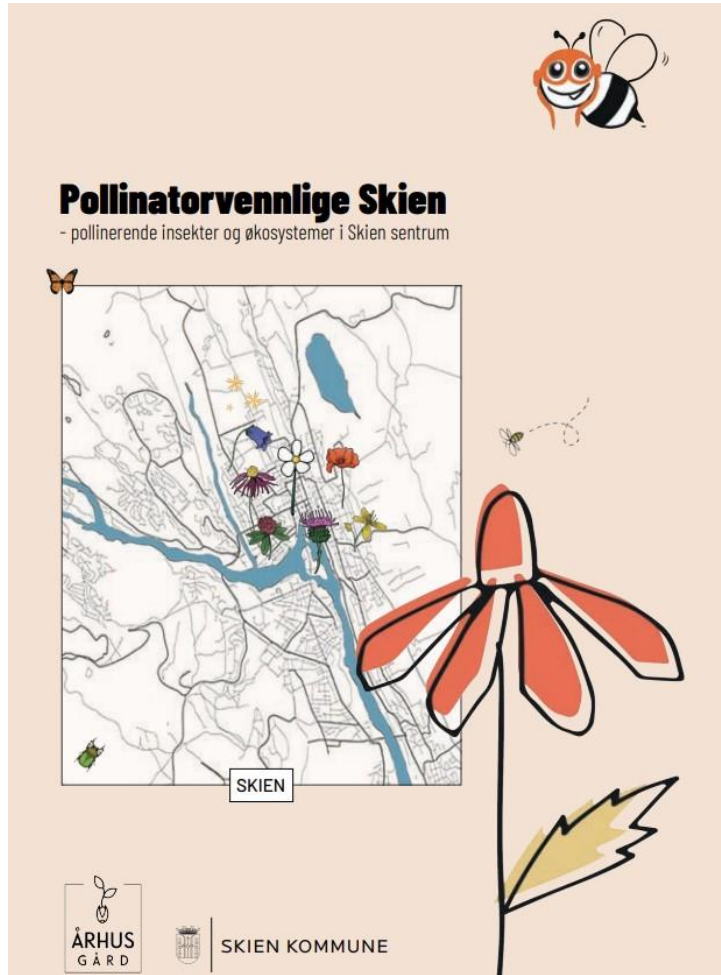 Pollinatorvennlige Skien
- pollinerende insekter og økosystemer i Skien sentrum
SKIEN
ÅRHUS
GÅRD
SKIEN KOMMUNE